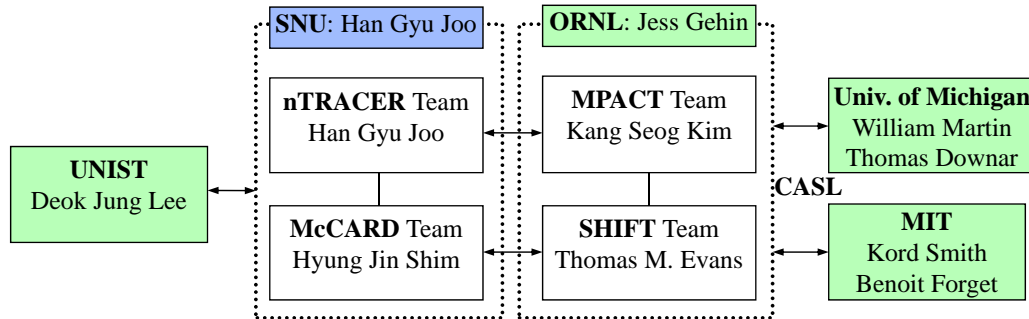 SNU: Han Gyu Joo
ORNL: Jess Gehin
nTRACER Team
Han Gyu Joo
MPACT Team
Kang Seog Kim
Univ. of Michigan
William Martin
Thomas Downar
UNIST
Deok Jung Lee
CASL
McCARD Team
Hyung Jin Shim
SHIFT Team
Thomas M. Evans
MIT
Kord Smith
Benoit Forget